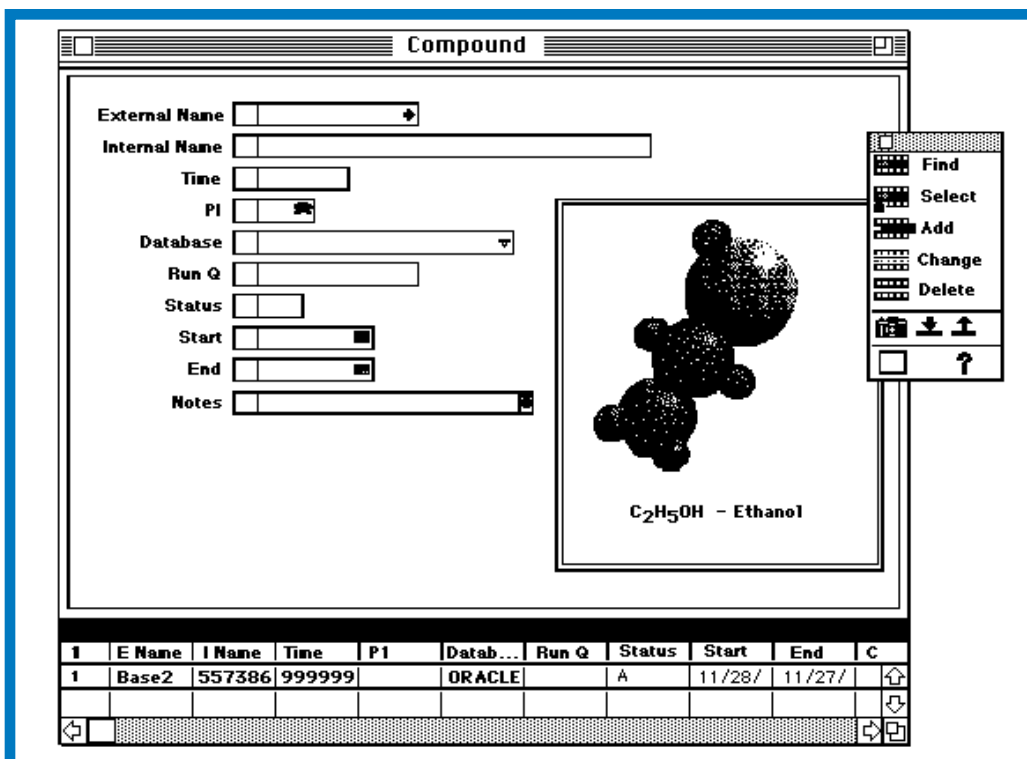 Compound
External Name
Internal Name
Time
PI
Database
Run Q
Status
Start
End
Notes
Find
Select
Add
Change
Delete
?
C2H5OH - Ethanol
1 E Name I Name Time P1 Datab... Run Q Status Start End C
1 Base2 557386 999999 ORACLE A 11/28/ 11/27/